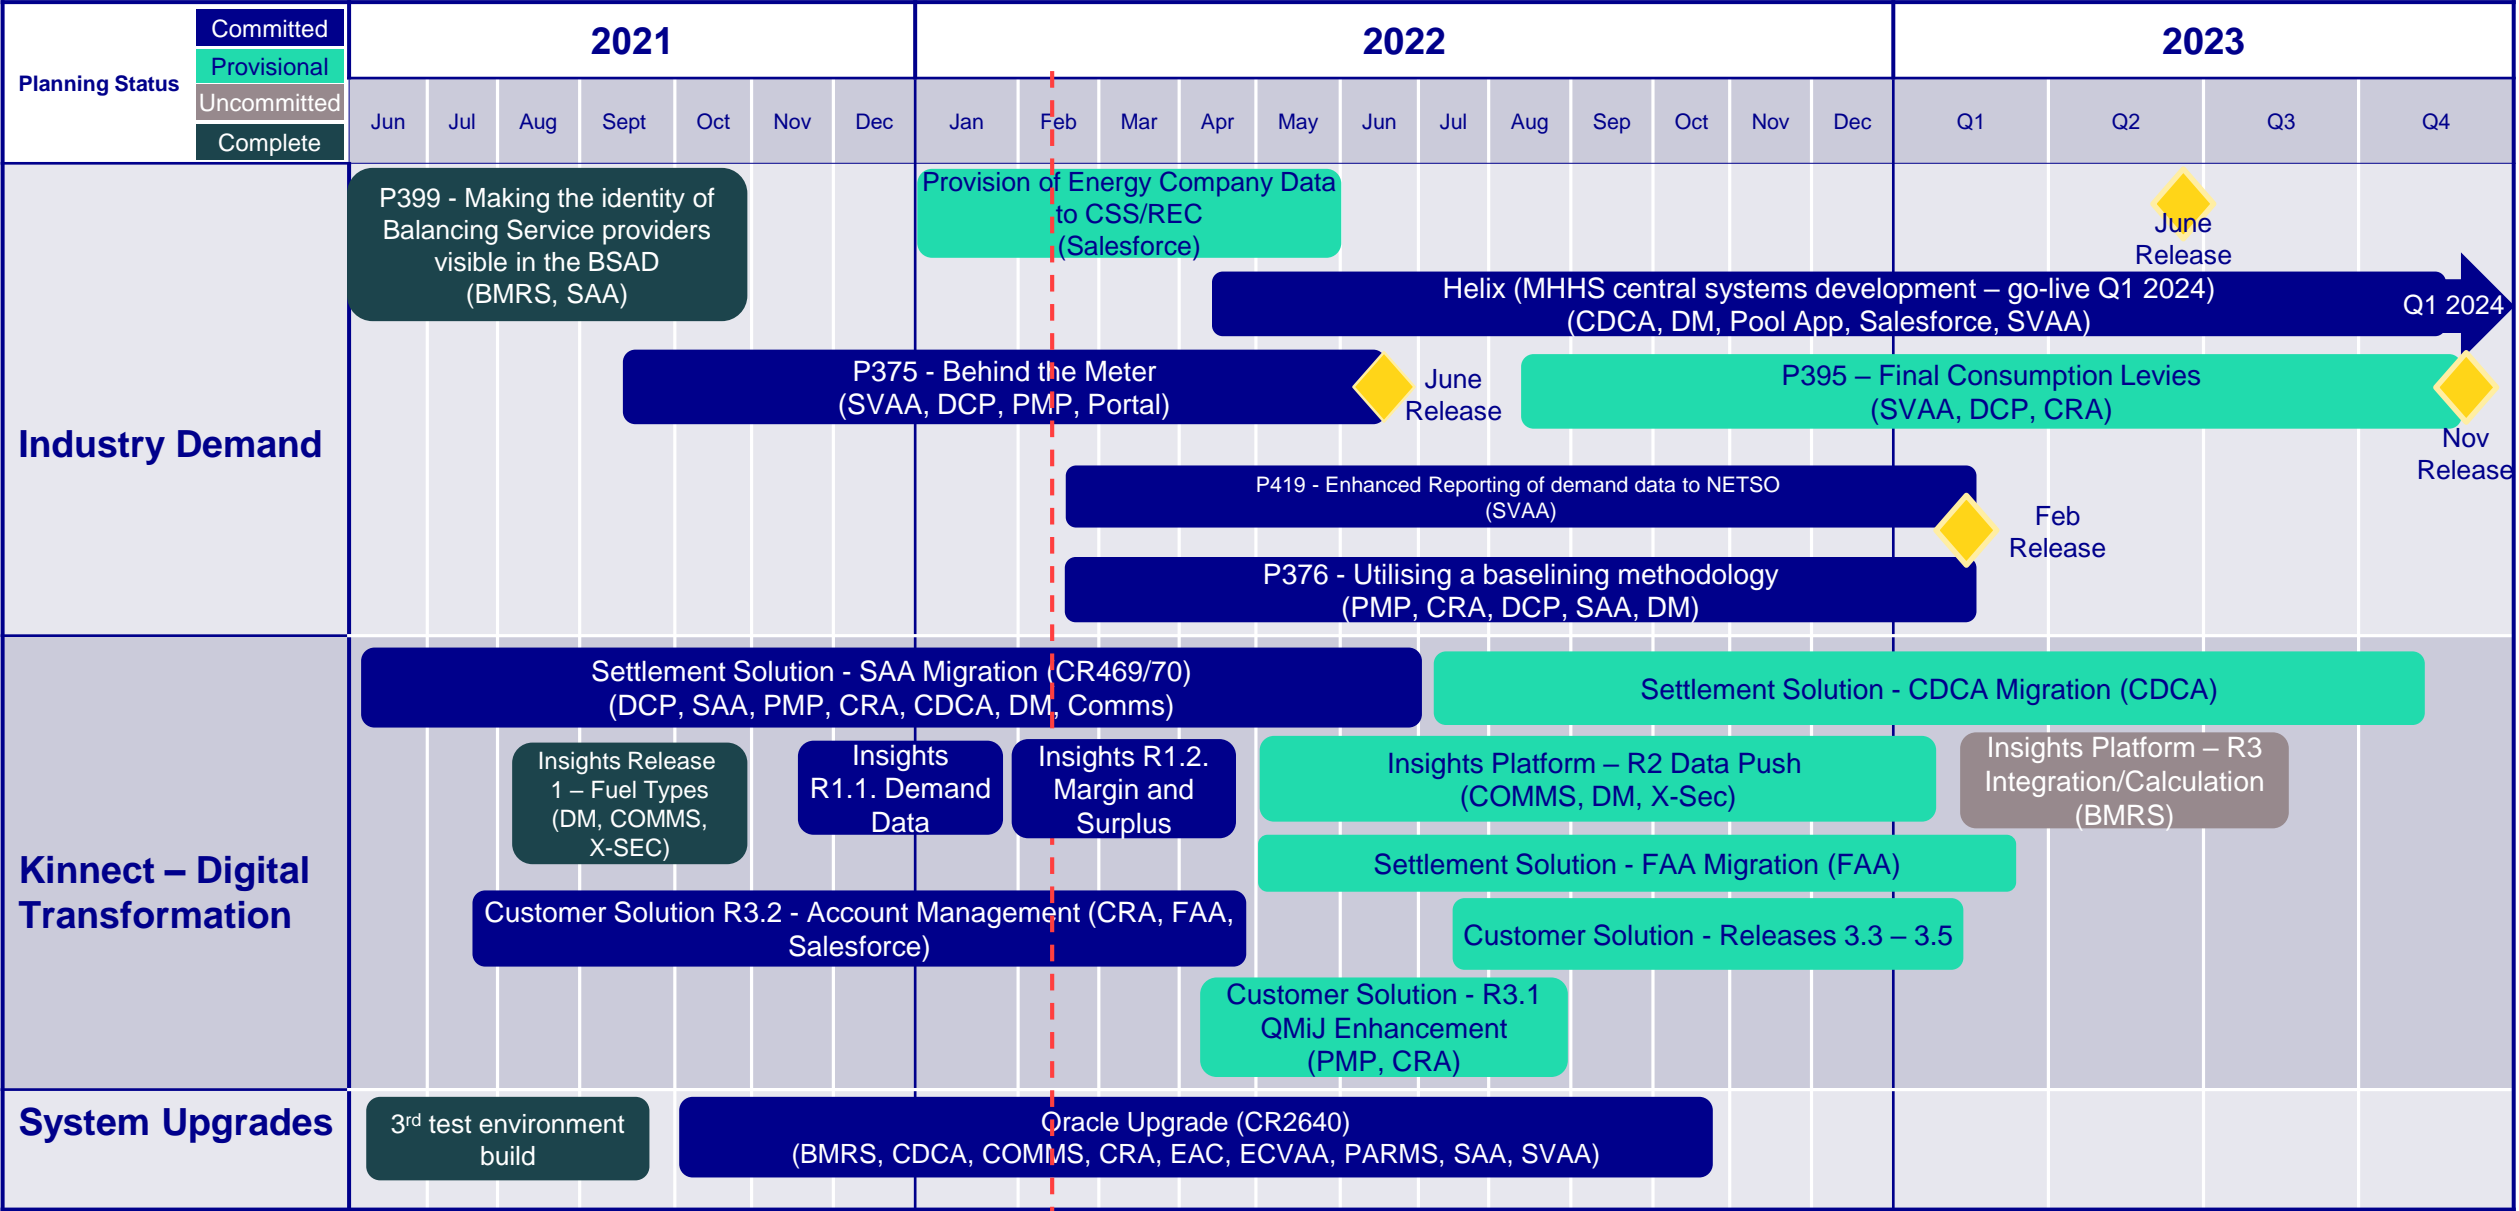 Planning Status
Committed
Provisional
Uncommitted
Complete
2021
2022
2023
Jun
Jul
Aug
Sept
Oct
Nov
Dec
Jan
Feb
Mar
Apr
May
Jun
Jul
Aug
Sep
Oct
Nov
Dec
Q1
Q2
Q3
Q4
Industry Demand
P399 - Making the identity of
Balancing Service providers
visible in the BSAD
(BMRS, SAA)
Provision of Energy Company Data
to CSS/REC
(Salesforce)
June
Release
Helix (MHHS central systems development – go-live Q1 2024)
(CDCA, DM, Pool App, Salesforce, SVAA)
Q1 2024
P375 - Behind the Meter
(SVAA, DCP, PMP, Portal)
June
Release
P395 – Final Consumption Levies
(SVAA, DCP, CRA)
Nov
Release
P419 - Enhanced Reporting of demand data to NETSO
(SVAA)
Feb
Release
P376 - Utilising a baselining methodology
(PMP, CRA, DCP, SAA, DM)
Kinnect – Digital
Transformation
Settlement Solution - SAA Migration (CR469/70)
(DCP, SAA, PMP, CRA, CDCA, DM, Comms)
Settlement Solution - CDCA Migration (CDCA)
Insights Release
1 – Fuel Types
(DM, COMMS,
X-SEC)
Insights
R1.1. Demand
Data
Insights R1.2.
Margin and
Surplus
Insights Platform – R2 Data Push
(COMMS, DM, X-Sec)
Insights Platform – R3
Integration/Calculation
(BMRS)
Settlement Solution - FAA Migration (FAA)
Customer Solution R3.2 - Account Management (CRA, FAA,
Salesforce)
Customer Solution - Releases 3.3 – 3.5
Customer Solution - R3.1
QMiJ Enhancement
(PMP, CRA)
System Upgrades
3rd test environment
build
Oracle Upgrade (CR2640)
(BMRS, CDCA, COMMS, CRA, EAC, ECVAA, PARMS, SAA, SVAA)